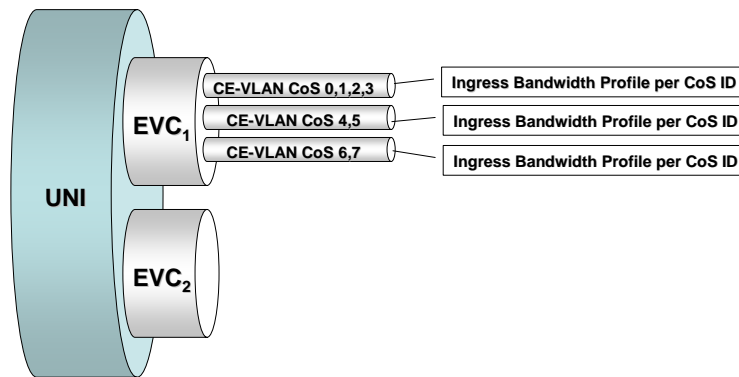 CE-VLAN CoS 0,1,2,3
Ingress Bandwidth Profile per CoS ID
EVC1
CE-VLAN CoS 4,5
Ingress Bandwidth Profile per CoS ID
CE-VLAN CoS 6,7
Ingress Bandwidth Profile per CoS ID
UNI
EVC2